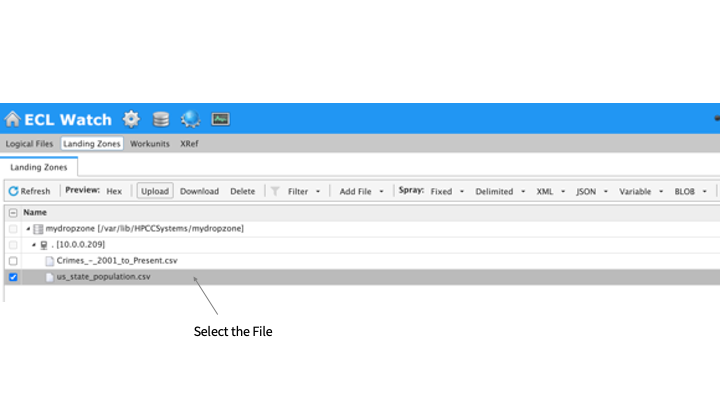 ECL Watch
Logical Files Landing Zones Workunits XRef
Landing Zones
Refresh Preview: Hex Upload Download Delete Filter Add File Spray: Fixed Delimited XML JSON Variable BLOB
Name
mydropzone [/var/lib/HPCCSystems/mydropzone]
. [10.0.0.209]
Crimes_-_2001_to_Present.csv
us_state_population.csv
Select the File